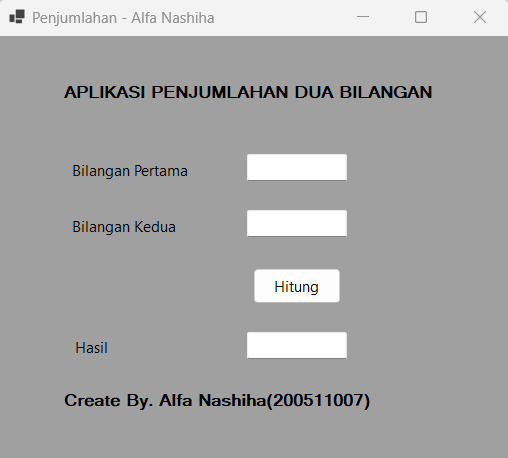 Penjumlahan - Alfa Nashiha
APLIKASI PENJUMLAHAN DUA BILANGAN
Bilangan Pertama
Bilangan Kedua
Hitung
Hasil
Create By. Alfa Nashiha(200511007)